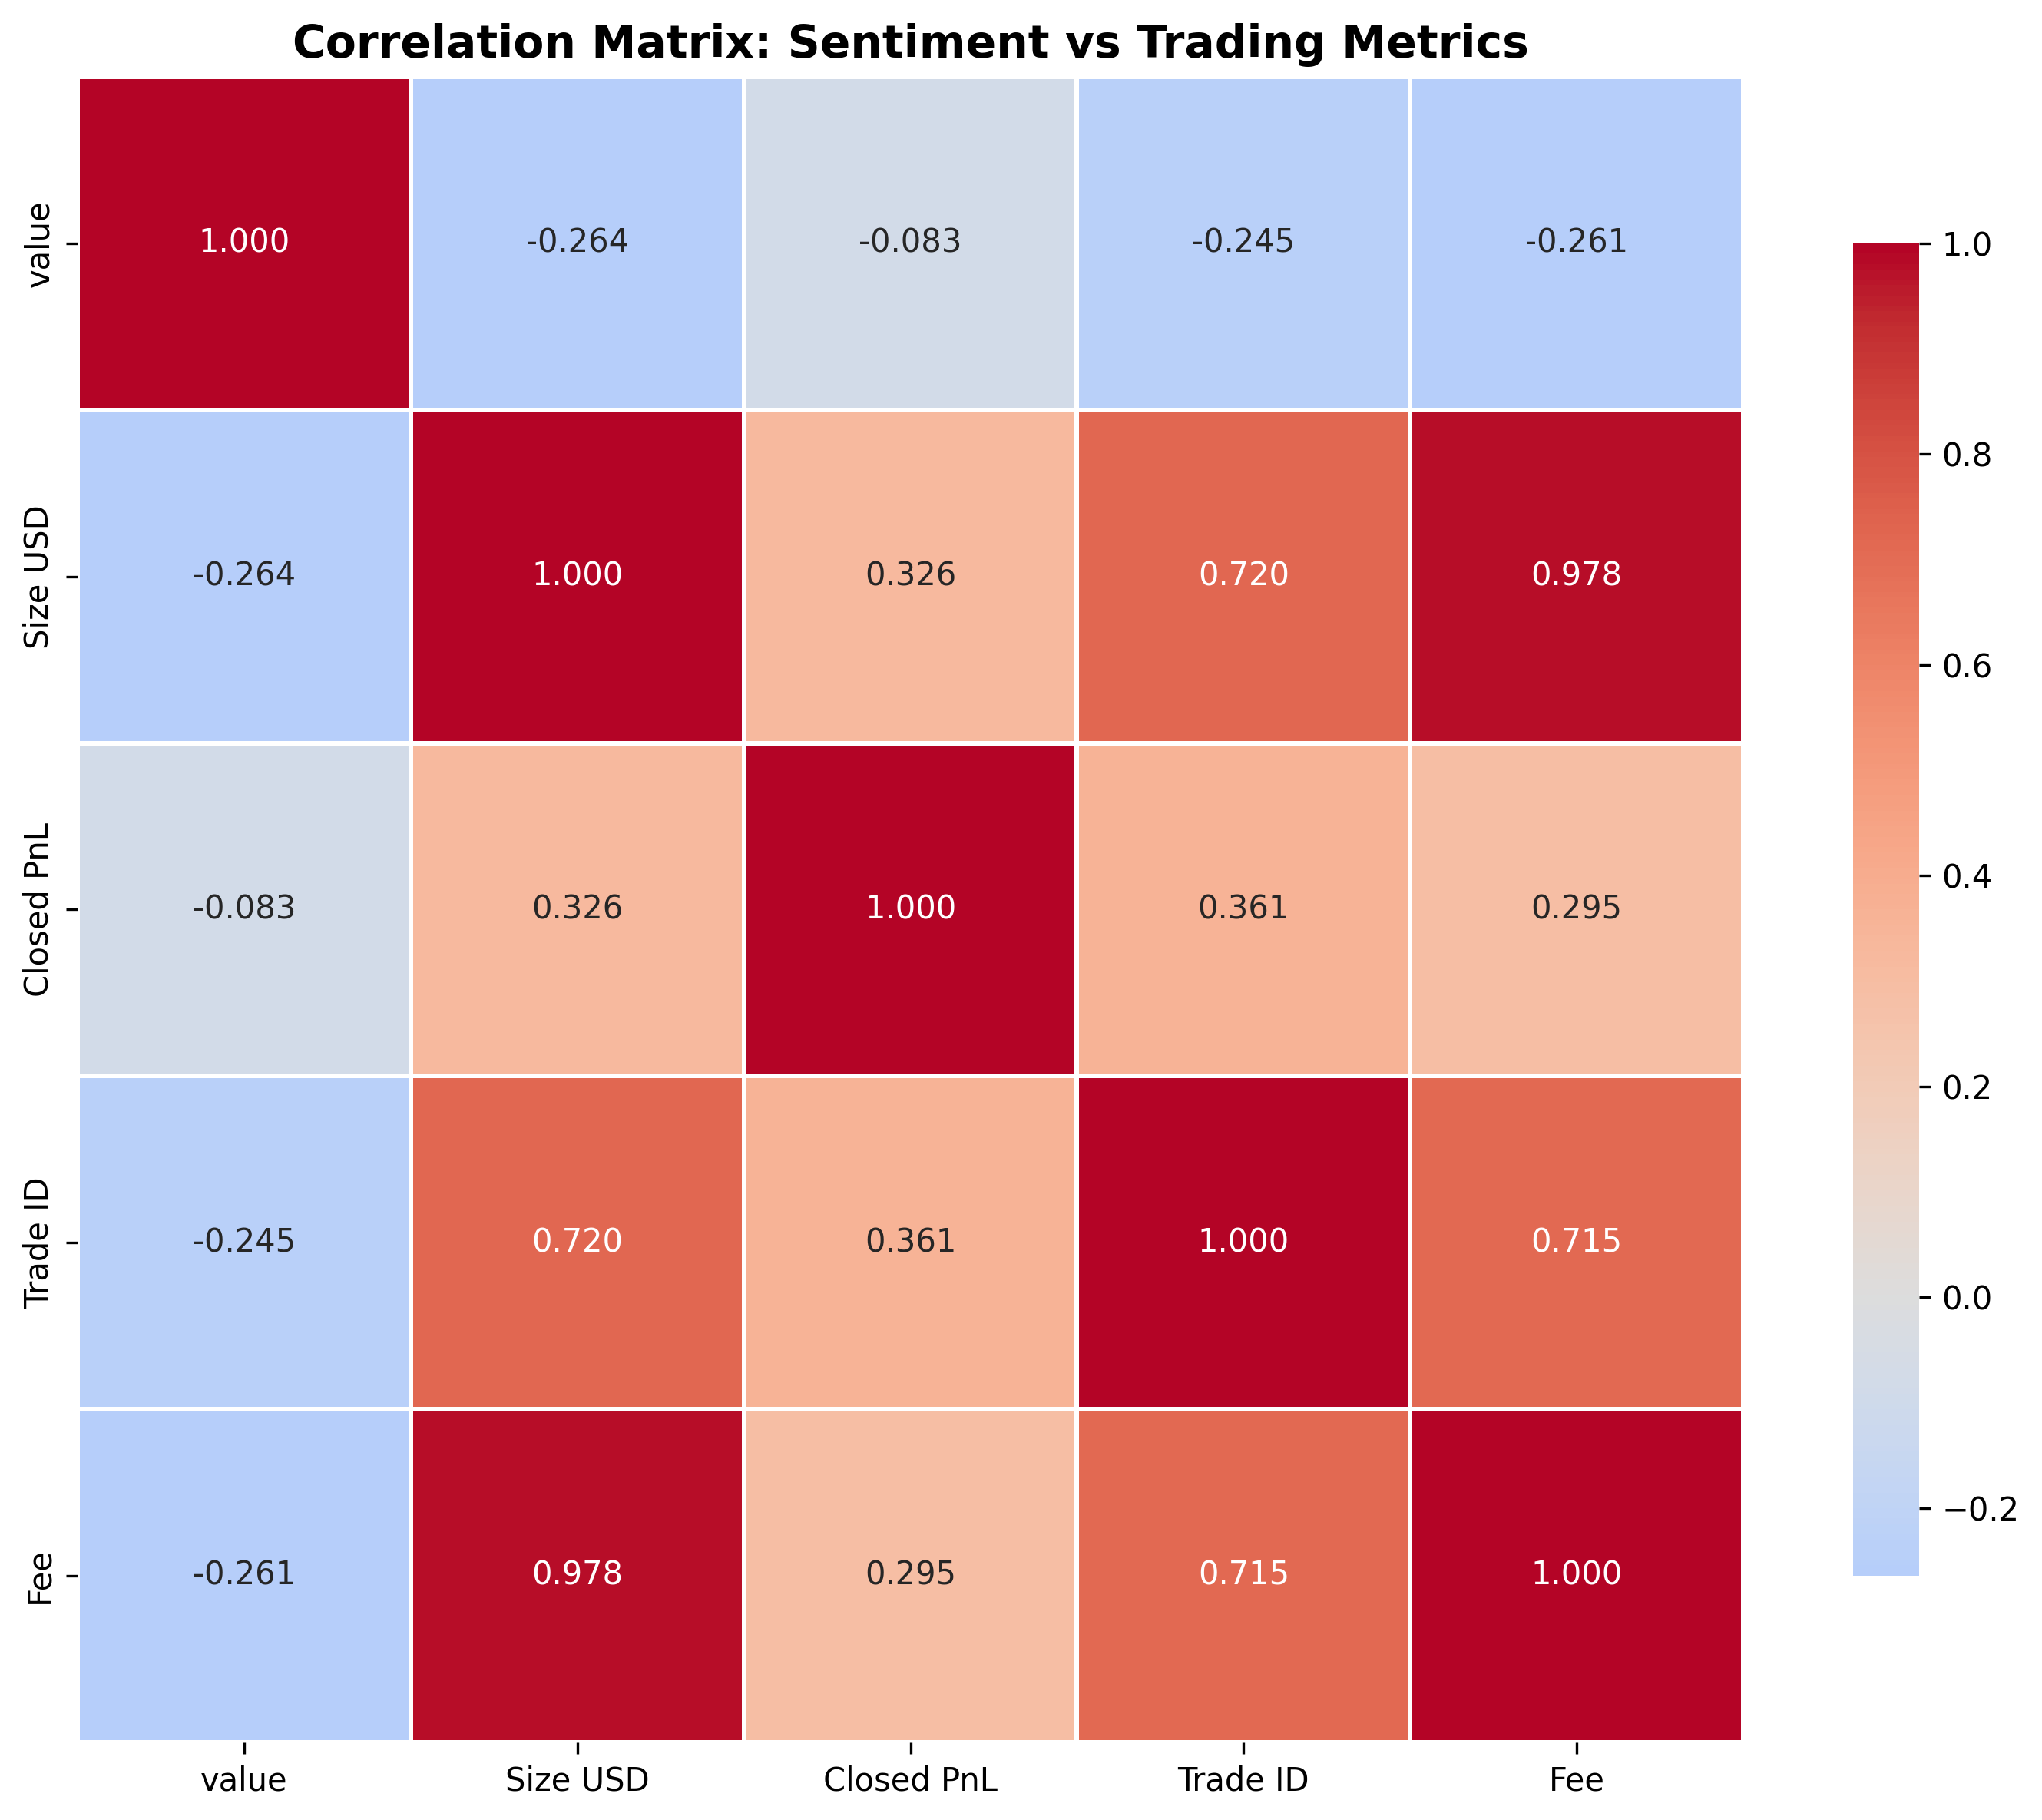 Correlation Matrix: Sentiment vs Trading Metrics
value 1.000 -0.264 -0.083 -0.245 -0.261
Size USD -0.264 1.000 0.326 0.720 0.978
Closed PnL -0.083 0.326 1.000 0.361 0.295
Trade ID -0.245 0.720 0.361 1.000 0.715
Fee -0.261 0.978 0.295 0.715 1.000
value Size USD Closed PnL Trade ID Fee
1.0
0.8
0.6
0.4
0.2
0.0
−0.2